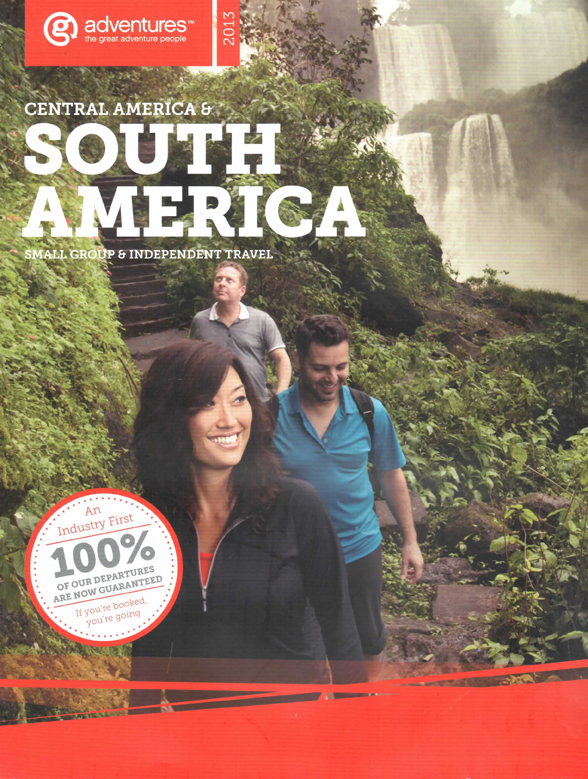 g adventures™
the great adventure people
2013
CENTRAL AMERICA &
SOUTH
AMERICA
SMALL GROUP & INDEPENDENT TRAVEL
An
Industry First
100%
OF OUR DEPARTURES
ARE NOW GUARANTEED
If you're booked,
you're going